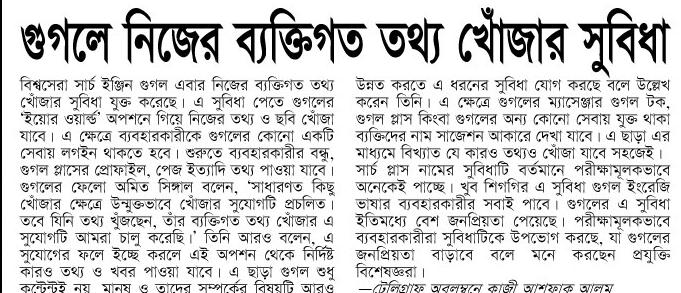 গুগলে নিজের ব্যক্তিগত তথ্য খোঁজার সুবিধা
বিশ্বসেরা সার্চ ইঞ্জিন গুগল এবার নিজের ব্যক্তিগত তথ্য
খোঁজার সুবিধা যুক্ত করেছে। এ সুবিধা পেতে গুগলের
‘ইয়োর ওয়ার্ল্ড’ অপশনে গিয়ে নিজের তথ্য ও ছবি খোঁজা
যাবে। এ ক্ষেত্রে ব্যবহারকারীকে গুগলের কোনো একটি
সেবায় লগইন থাকতে হবে। শুরুতে ব্যবহারকারীর বন্ধু,
গুগল প্লাসের প্রোফাইল, পেজ ইত্যাদি তথ্য পাওয়া যাবে।
গুগলের ফেলো অমিত সিঙ্গাল বলেন, ‘সাধারণত কিছু
খোঁজার ক্ষেত্রে উন্মুক্তভাবে খোঁজার সুযোগটি প্রচলিত।
তবে যিনি তথ্য খুঁজছেন, তাঁর ব্যক্তিগত তথ্য খোঁজার এ
সুযোগটি আমরা চালু করেছি।’ তিনি আরও বলেন, এ
সুযোগের ফলে ইচ্ছে করলে এই অপশন থেকে নির্দিষ্ট
কারও তথ্য ও খবর পাওয়া যাবে। এ ছাড়া গুগল শুধু
কন্টেন্টই নয়, মানুষ ও তাদের সম্পর্কের বিষয়টি আরও
উন্নত করতে এ ধরনের সুবিধা যোগ করছে বলে উল্লেখ
করেন তিনি। এ ক্ষেত্রে গুগলের ম্যাসেঞ্জার গুগল টক,
গুগল প্লাস কিংবা গুগলের অন্য কোনো সেবায় যুক্ত থাকা
ব্যক্তিদের নাম সাজেশন আকারে দেখা যাবে। এ ছাড়া এর
মাধ্যমে বিখ্যাত যে কারও তথ্যও খোঁজা যাবে সহজেই।
সার্চ প্লাস নামের সুবিধাটি বর্তমানে পরীক্ষামূলকভাবে
অনেকেই পাচ্ছে। খুব শিগগির এ সুবিধা গুগল ইংরেজি
ভাষার ব্যবহারকারীর সবাই পাবে। গুগলের এ সুবিধা
ইতিমধ্যে বেশ জনপ্রিয়তা পেয়েছে। পরীক্ষামূলকভাবে
ব্যবহারকারীরা সুবিধাটিকে উপভোগ করছে, যা গুগলের
জনপ্রিয়তা বাড়াবে বলে মনে করছেন প্রযুক্তি
বিশেষজ্ঞরা।
—টেলিগ্রাফ অবলম্বনে কাজী আশফাক আলম